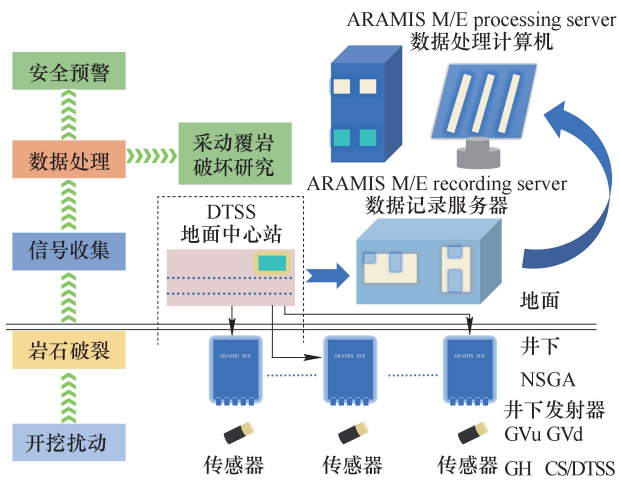 ARAMIS M/E processing server
数据处理计算机
安全预警
数据处理
采动覆岩
破坏研究
ARAMIS M/E recording server
数据记录服务器
DTSS
地面中心站
信号收集
地面
岩石破裂
ARAMIS M/E
ARAMIS M/E
ARAMIS M/E
井下
NSGA
井下发射器
GVu GVd
开挖扰动
传感器
传感器
传感器
GH CS/DTSS